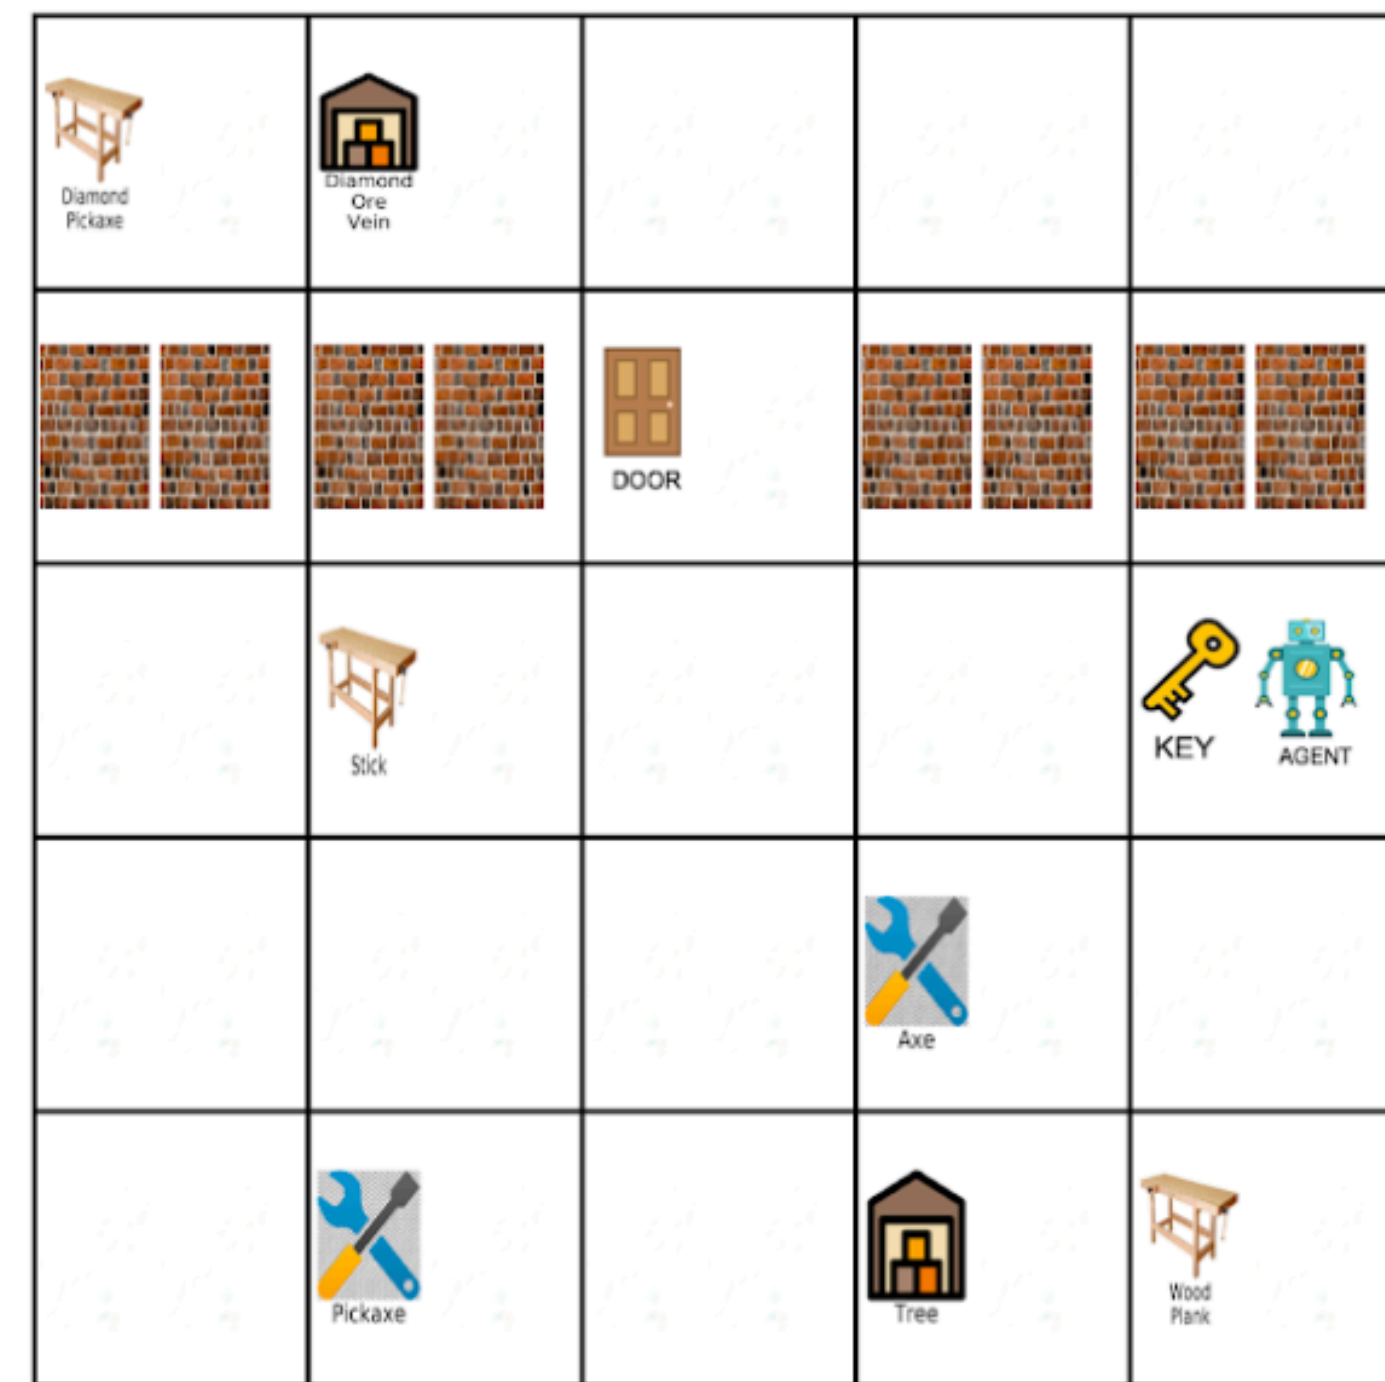 Diamond
Pickaxe
Diamond
Ore
Vein
DOOR
Stick
KEY
AGENT
Axe
Pickaxe
Tree
Wood
Plank